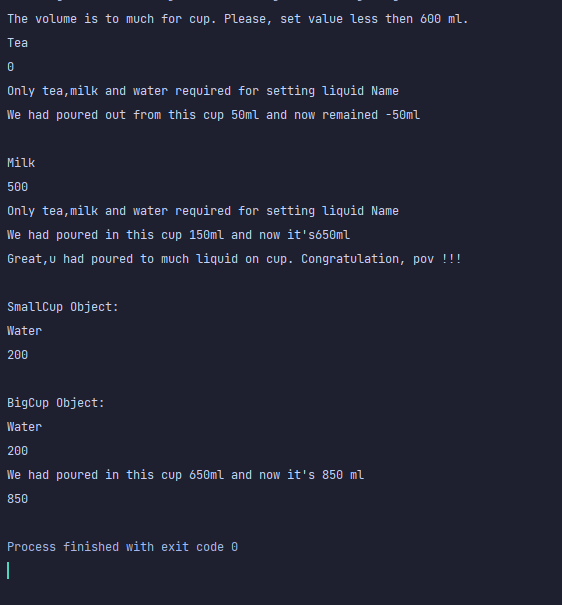 The volume is to much for cup. Please, set value less then 600 ml.
Tea
0
Only tea,milk and water required for setting liquid Name
We had poured out from this cup 50ml and now remained -50ml
Milk
500
Only tea,milk and water required for setting liquid Name
We had poured in this cup 150ml and now it's650ml
Great,u had poured to much liquid on cup. Congratulation, pov !!!
SmallCup Object:
Water
200
BigCup Object:
Water
200
We had poured in this cup 650ml and now it's 850 ml
850
Process finished with exit code 0